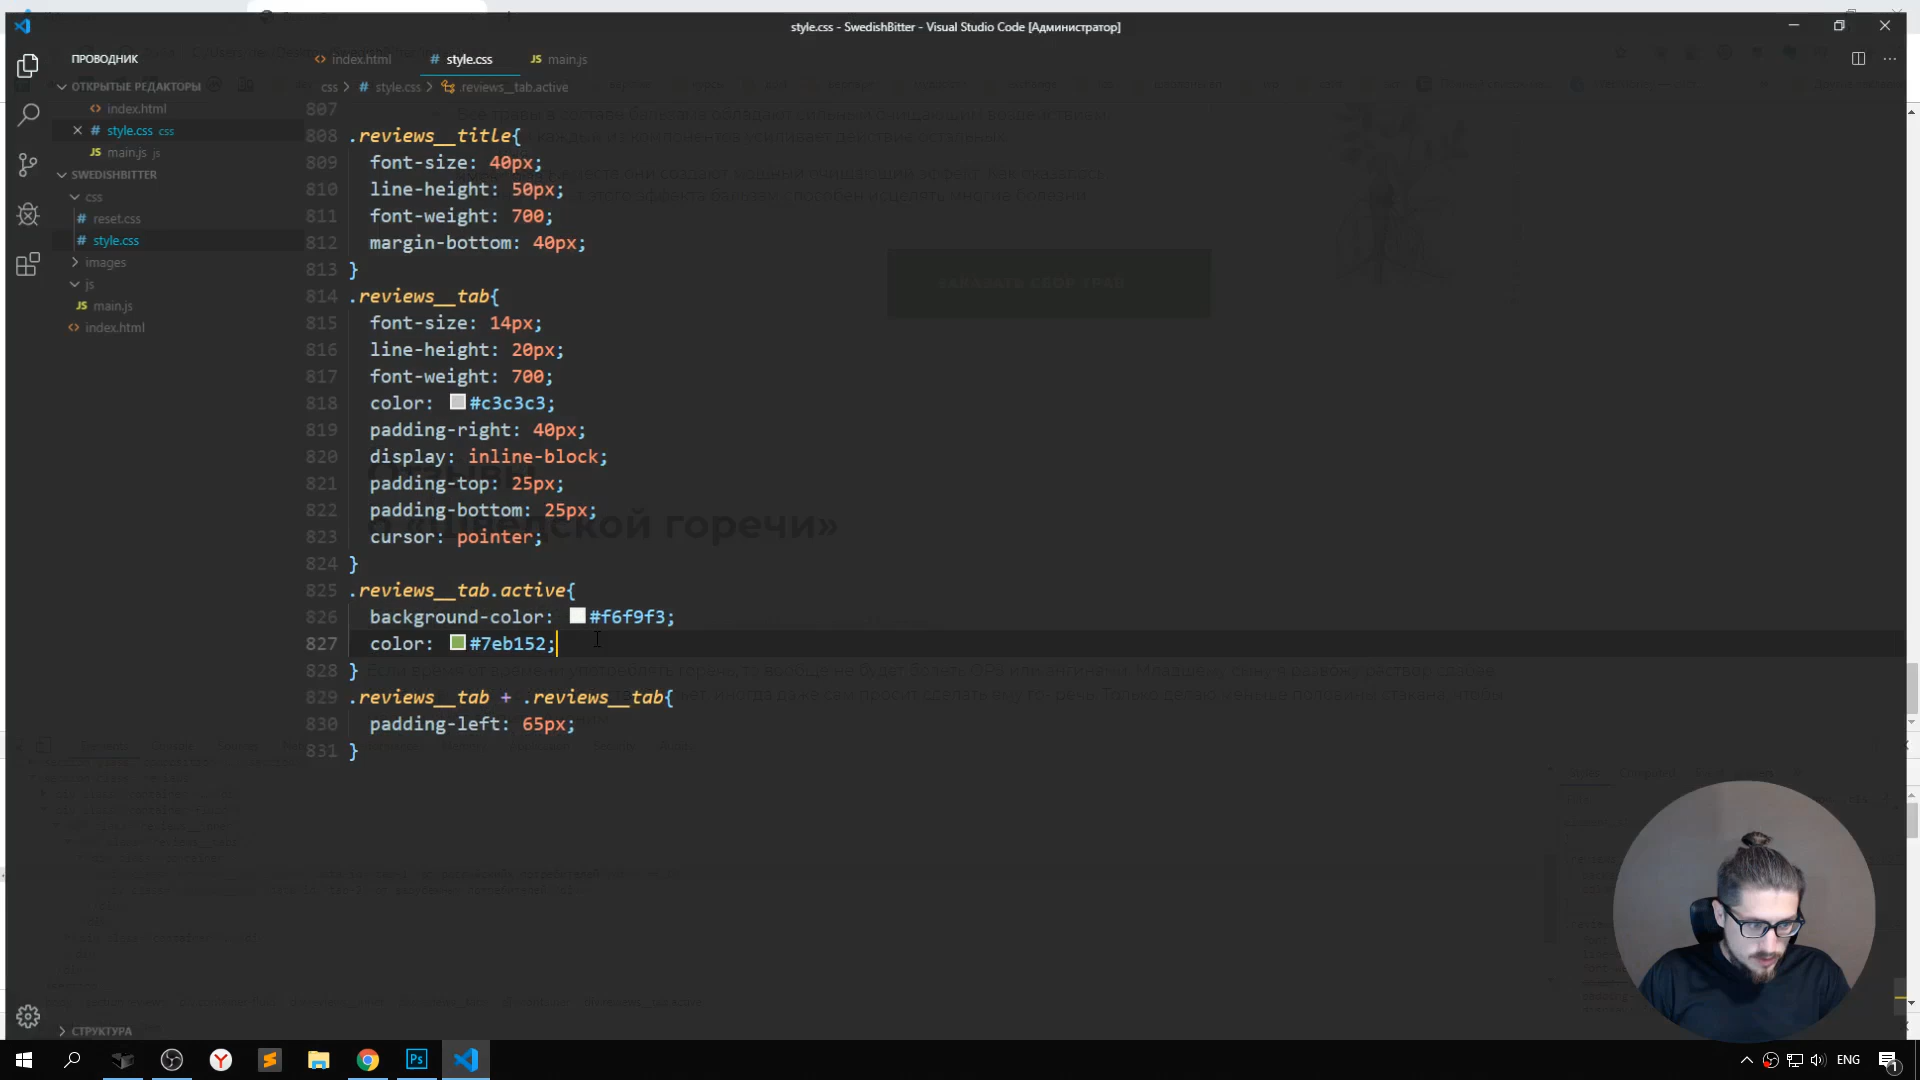 style.css - SwedishBitter - Visual Studio Code [Администратор]
ПРОВОДНИК
ОТКРЫТЫЕ РЕДАКТОРЫ
index.html
style.css css
main.js js
SWEDISHBITTER
css
reset.css
style.css
images
js
main.js
index.html
СТРУКТУРА
index.html
style.css
main.js
css > style.css > .reviews__tab.active
807
808 .reviews__title{
809 font-size: 40px;
810 line-height: 50px;
811 font-weight: 700;
812 margin-bottom: 40px;
813 }
814 .reviews__tab{
815 font-size: 14px;
816 line-height: 20px;
817 font-weight: 700;
818 color: #c3c3c3;
819 padding-right: 40px;
820 display: inline-block;
821 padding-top: 25px;
822 padding-bottom: 25px;
823 cursor: pointer;
824 }
825 .reviews__tab.active{
826 background-color: #f6f9f3;
827 color: #7eb152;
828 }
829 .reviews__tab + .reviews__tab{
830 padding-left: 65px;
831 }
ЗАКАЗАТЬ СБОР ТРАВ
Отзывы
о «Шведской горечи»
ENG